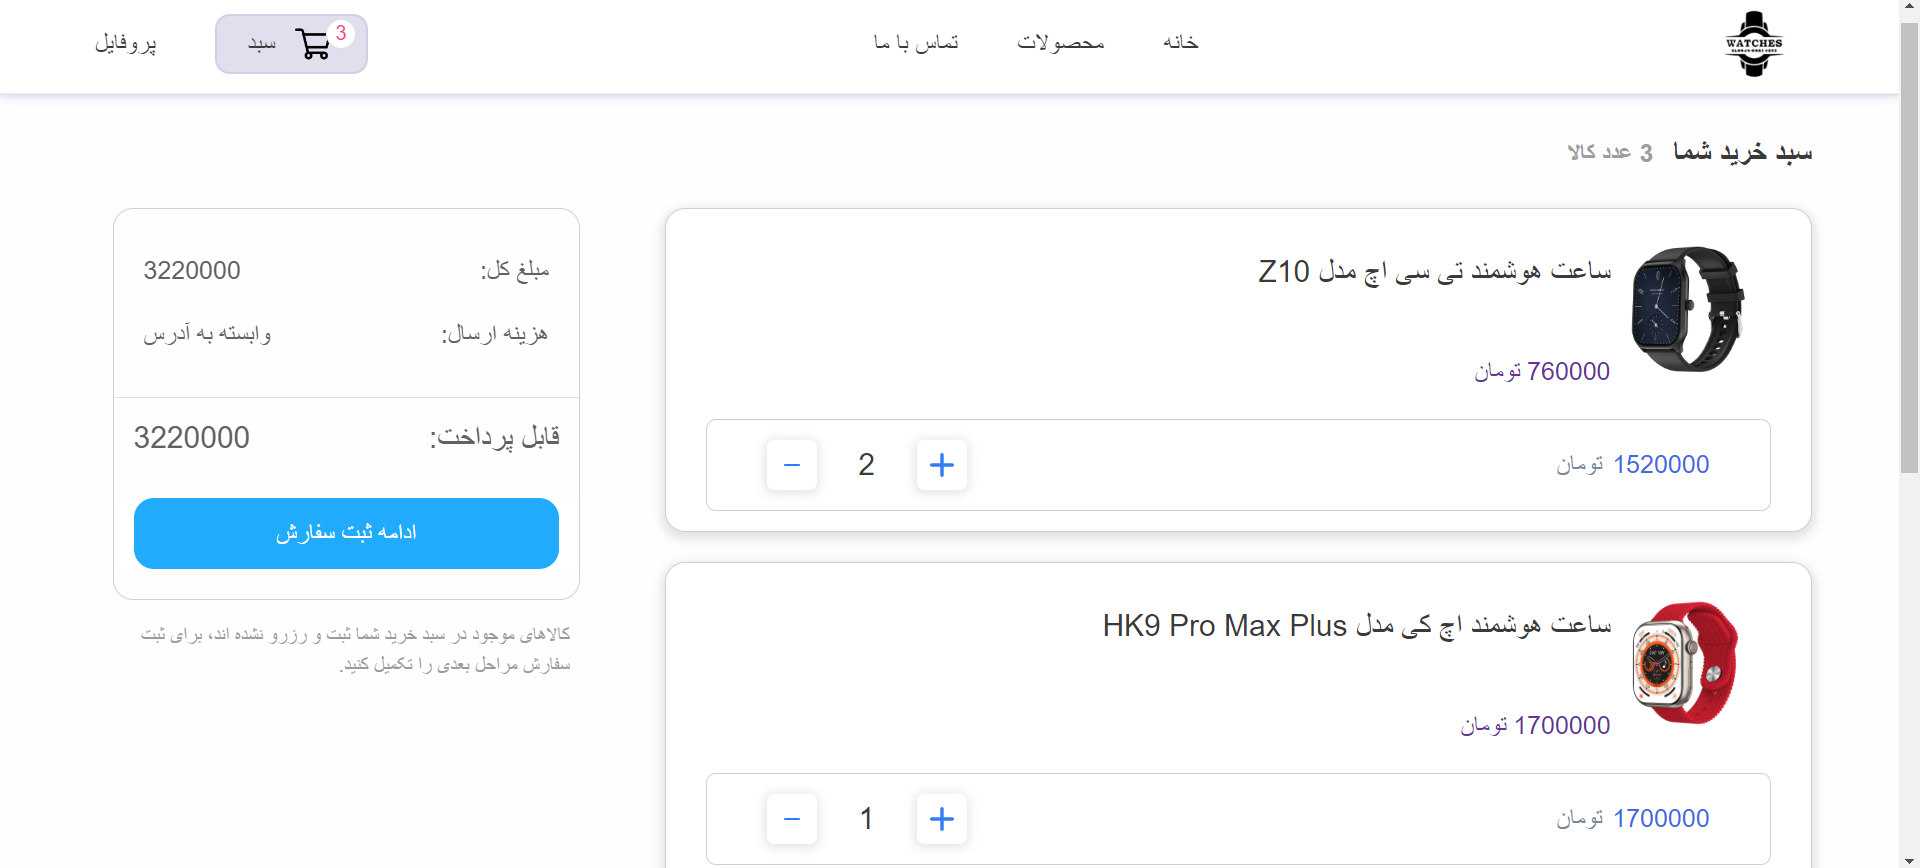 WATCHES
خانه
محصولات
تماس با ما
3
سبد
پروفایل
سبد خرید شما 3 عدد کالا
ساعت هوشمند تی سی اچ مدل Z10
760000 تومان
1520000 تومان
+ 2 −
ساعت هوشمند اچ کی مدل HK9 Pro Max Plus
1700000 تومان
1700000 تومان
+ 1 −
مبلغ کل: 3220000
هزینه ارسال: وابسته به آدرس
قابل پرداخت: 3220000
ادامه ثبت سفارش
کالاهای موجود در سبد خرید شما ثبت و رزرو نشده اند، برای ثبت
سفارش مراحل بعدی را تکمیل کنید.